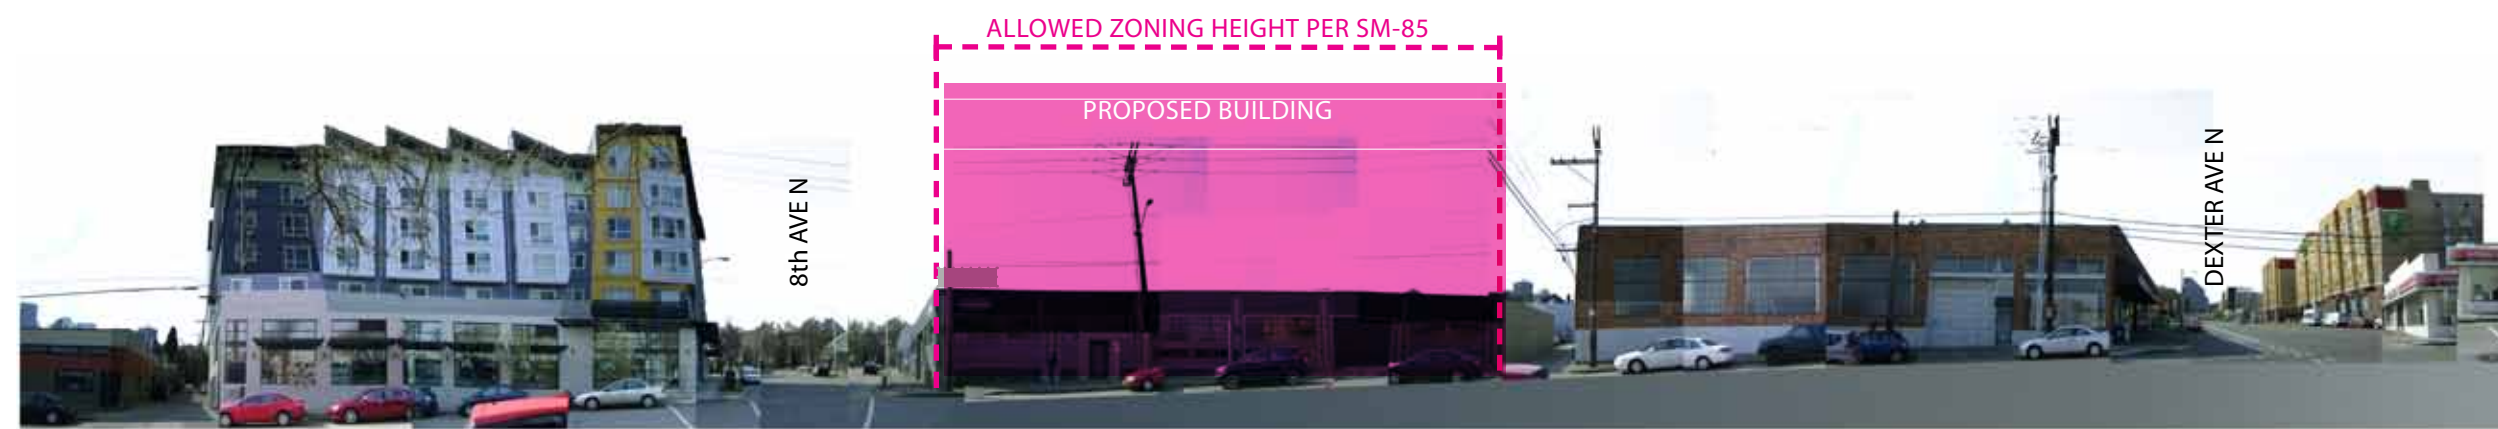 ALLOWED ZONING HEIGHT PER SM-85
PROPOSED BUILDING
8th AVE N
DEXTER AVE N